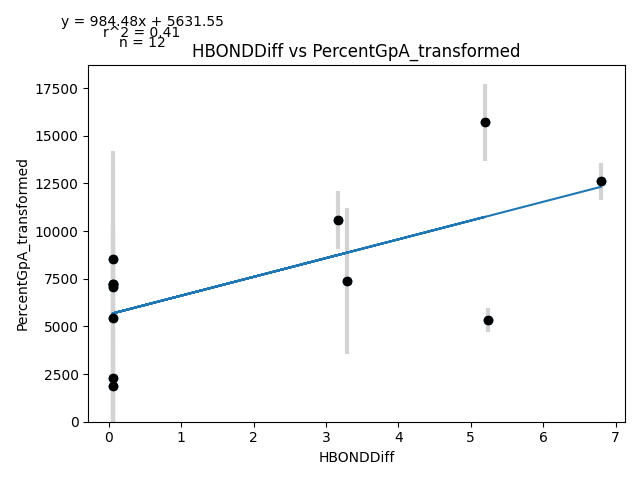 y = 984.48x + 5631.55
r^2 = 0.41
n = 12
HBONDDiff vs PercentGpA_transformed
PercentGpA_transformed
17500
15000
12500
10000
7500
5000
2500
0
0 1 2 3 4 5 6 7
HBONDDiff